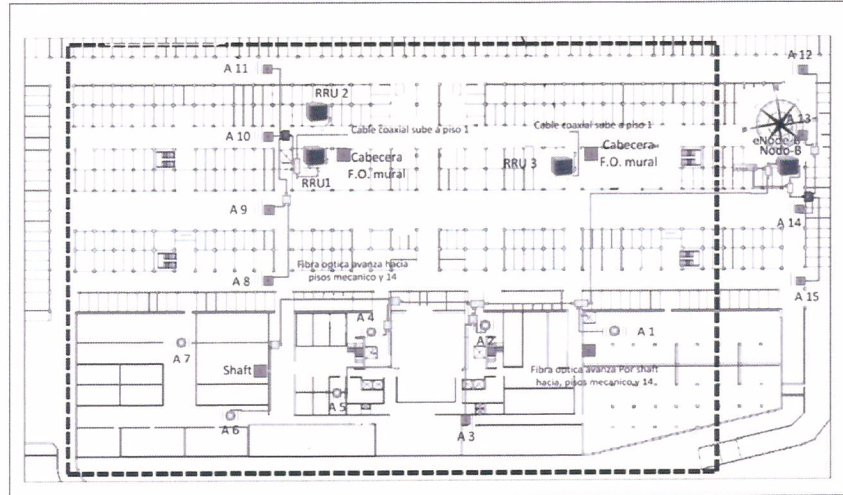 A 11
A 12
RRU 2
Cable coaxial sube a piso 1
Cable coaxial sube a piso 1
A 10
A 13
N
eNode-B
Nodo-B
Cabecera
F.O. mural
RRU1
RRU 3
Cabecera
F.O. mural
A 9
A 14
Fibra optica avanza hacia
pisos mecanico y 14
A 8
A 15
A 4
A 2
A 1
A 7
Shaft
Fibra optica avanza Por shaft
hacia, pisos mecanico y 14
A 5
A 6
A 3